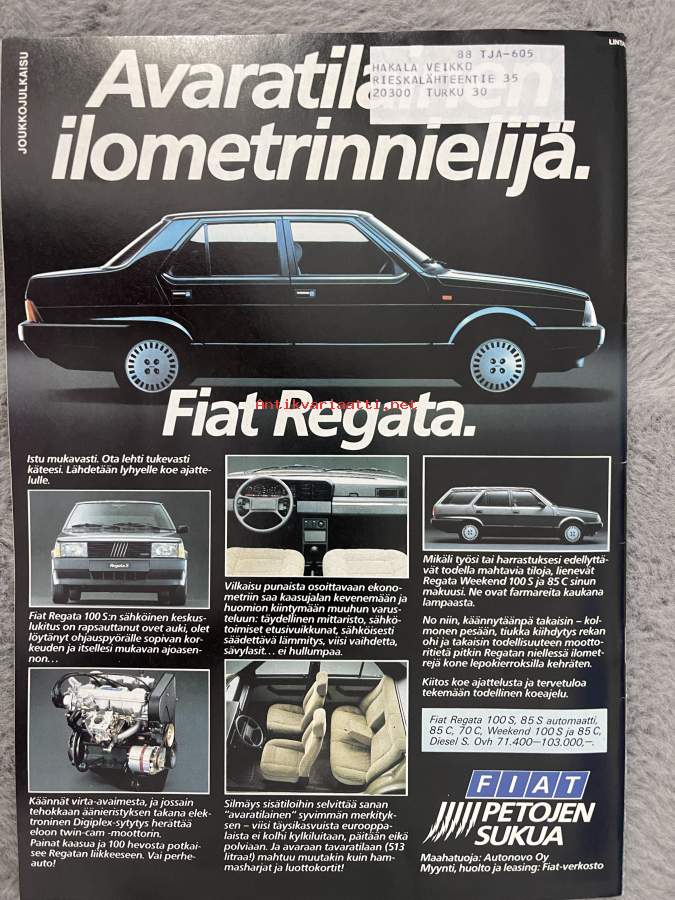 JOUKKOJULKAISU
LINTA
88 TJA-605
HAKALA VEIKKO
RIESKALÄHTEENTIE 35
20300 TURKU 30
Avaratilainen
ilometrinnielijä.
Fiat Regata.
Antikvariaatti.net
Istu mukavasti. Ota lehti tukevasti
käteesi. Lähdetään lyhyelle koe ajatte-
lulle.
Regata S
Fiat Regata 100 S:n sähköinen keskus-
lukitus on rapsauttanut ovet auki, olet
löytänyt ohjauspyörälle sopivan kor-
keuden ja itsellesi mukavan ajoasen-
non...
Käännät virta-avaimesta, ja jossain
tehokkaan äänieristyksen takana elek-
troninen Digiplex-sytytys herättää
eloon twin-cam -moottorin.
Painat kaasua ja 100 hevosta potkai-
see Regatan liikkeeseen. Vai perhe-
auto!
Vilkaisu punaista osoittavaan ekono-
metriin saa kaasujalan kevenemään ja
huomion kiintymään muuhun varus-
teluun: täydellinen mittaristo, sähkö-
toimiset etusivuikkunat, sähköisesti
säädettävä lämmitys, viisi vaihdetta,
sävylasit... ei hullumpaa.
Silmäys sisätiloihin selvittää sanan
"avaratilainen" syvimmän merkityk-
sen – viisi täysikasvuista eurooppa-
laista ei kolhi kylkiluitaan, päitään eikä
polviaan. Ja avaraan tavaratilaan (513
litraa!) mahtuu muutakin kuin ham-
masharjat ja luottokortit!
Mikäli työsi tai harrastuksesi edellyttä-
vät todella mahtavia tiloja, lienevät
Regata Weekend 100 S ja 85 C sinun
makuusi. Ne ovat farmareita kaukana
lampaasta.
No niin, käännytäänpä takaisin – kol-
monen pesään, tiukka kiihdytys rekan
ohi ja takaisin todellisuuteen mootto-
ritietä pitkin Regatan niellessä ilomet-
rejä kone lepokierroksilla kehräten.
Kiitos koe ajattelusta ja tervetuloa
tekemään todellinen koeajelu.
Fiat Regata 100 S, 85 S automaatti,
85 C, 70 C, Weekend 100 S ja 85 C,
Diesel S. Ovh 71.400—103.000,—.
FIAT
PETOJEN
SUKUA
Maahatuoja: Autonovo Oy
Myynti, huolto ja leasing: Fiat-verkosto